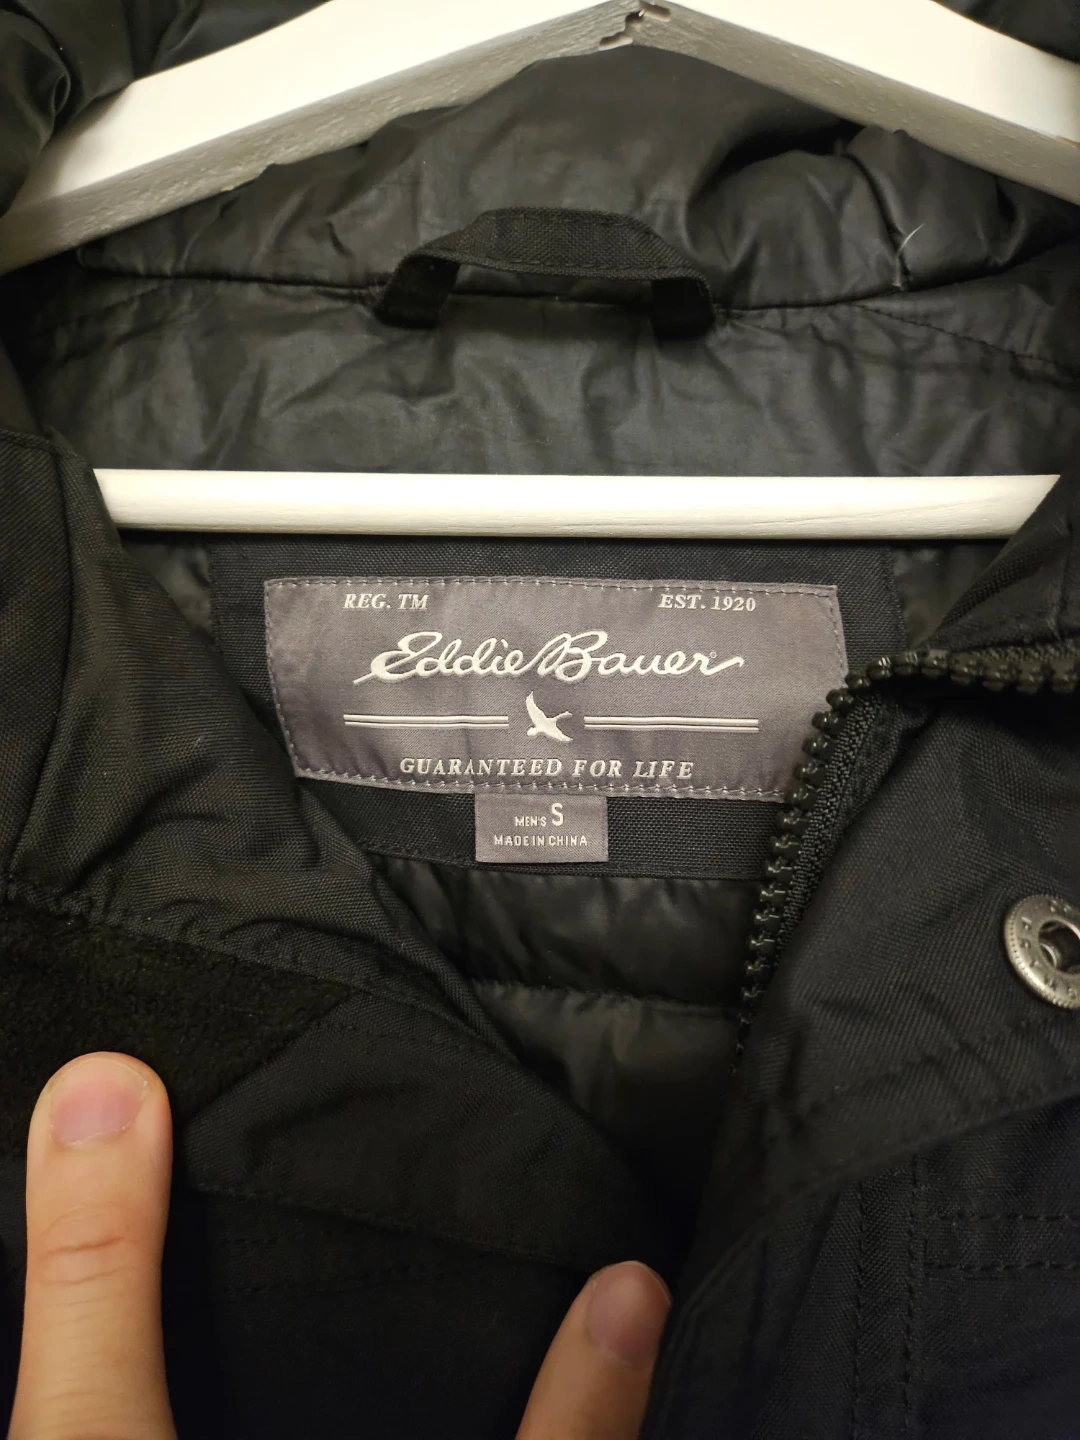 REG. TM EST. 1920
Eddie Bauer
GUARANTEED FOR LIFE
MEN'S S
MADE IN CHINA